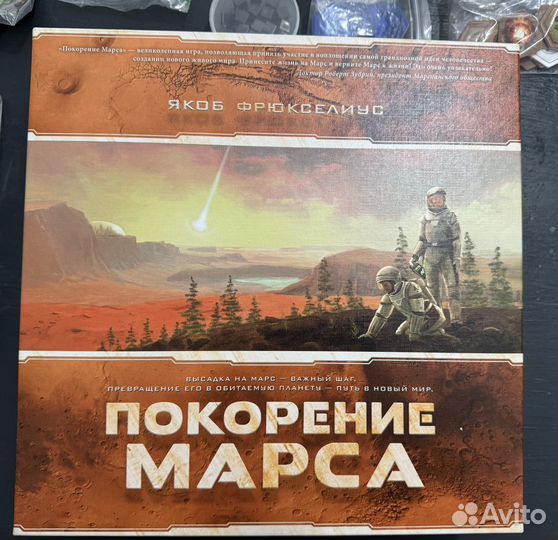 «Покорение Марса» — великолепная игра, позволяющая принять участие в воплощении самой грандиозной идеи человечества —
создании нового живого мира. Принесите жизнь на Марс и верните Марс к жизни! Это очень увлекательно!
Доктор Роберт Зубрин, президент Марсианского общества
ЯКОБ ФРЮКСЕЛИУС
ВЫСАДКА НА МАРС — ВАЖНЫЙ ШАГ.
ПРЕВРАЩЕНИЕ ЕГО В ОБИТАЕМУЮ ПЛАНЕТУ — ПУТЬ В НОВЫЙ МИР.
ПОКОРЕНИЕ
МАРСА
Avito